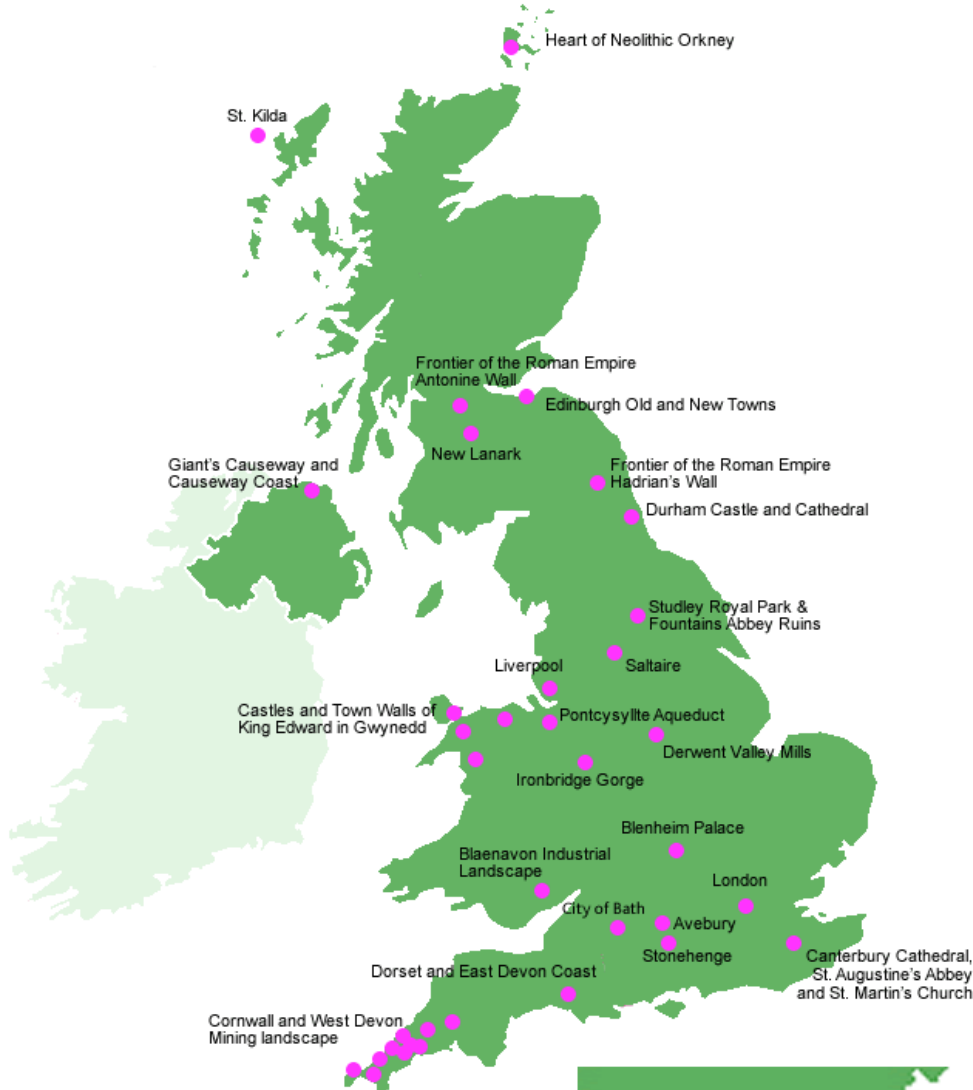 Heart of Neolithic Orkney
St. Kilda
Frontier of the Roman Empire
Antonine Wall
Edinburgh Old and New Towns
New Lanark
Giant's Causeway and
Causeway Coast
Frontier of the Roman Empire
Hadrian's Wall
Durham Castle and Cathedral
Studley Royal Park &
Fountains Abbey Ruins
Saltaire
Liverpool
Castles and Town Walls of
King Edward in Gwynedd
Pontcysyllte Aqueduct
Derwent Valley Mills
Ironbridge Gorge
Blenheim Palace
Blaenavon Industrial
Landscape
London
City of Bath
Avebury
Stonehenge
Canterbury Cathedral,
St. Augustine's Abbey
and St. Martin's Church
Dorset and East Devon Coast
Cornwall and West Devon
Mining landscape